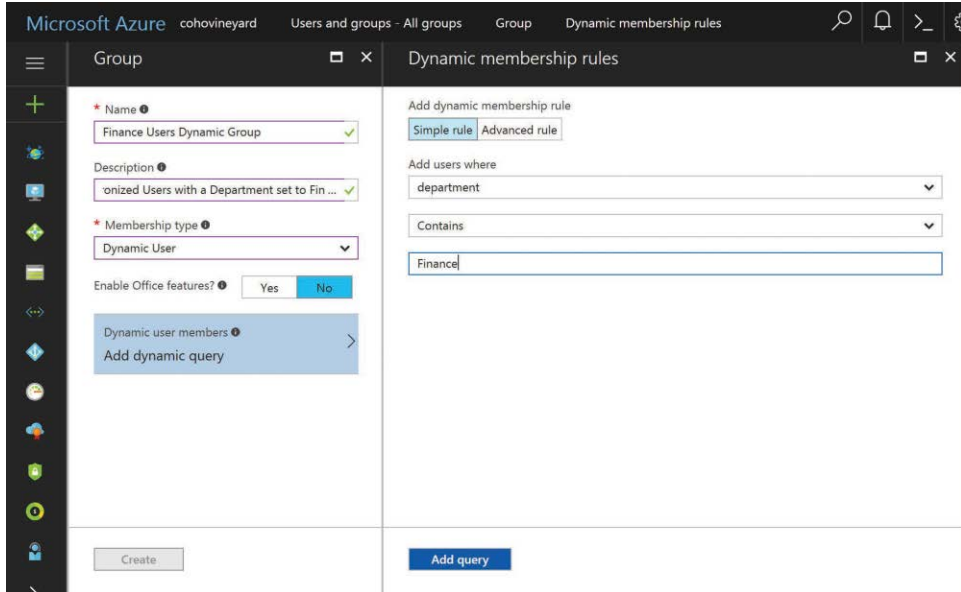 Microsoft Azure cohovineyard Users and groups - All groups Group Dynamic membership rules
Group
* Name
Finance Users Dynamic Group
Description
onized Users with a Department set to Fin ...
* Membership type
Dynamic User
Enable Office features? Yes No
Dynamic user members
Add dynamic query
Create
Dynamic membership rules
Add dynamic membership rule
Simple rule Advanced rule
Add users where
department
Contains
Finance
Add query